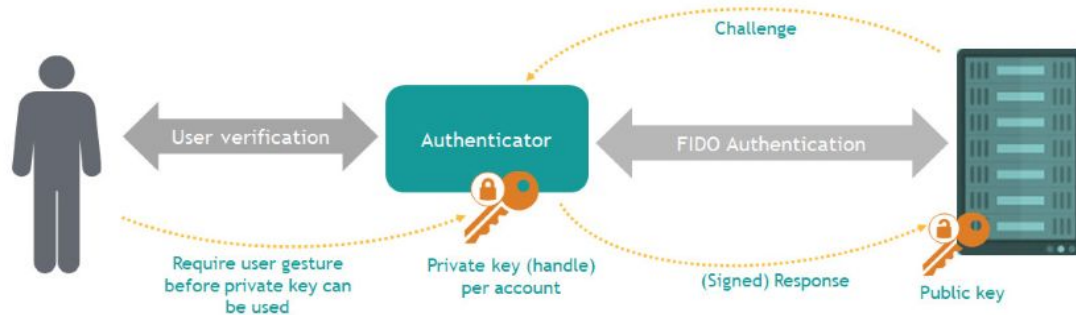 Challenge
User verification
Authenticator
FIDO Authentication
Require user gesture
before private key can
be used
Private key (handle)
per account
(Signed) Response
Public key